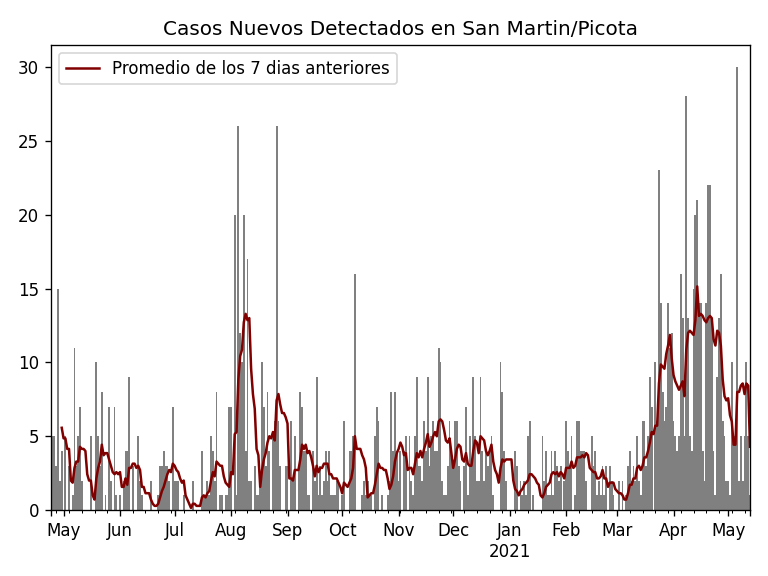 Casos Nuevos Detectados en San Martin/Picota
Promedio de los 7 dias anteriores
30
25
20
15
10
5
0
May Jun Jul Aug Sep Oct Nov Dec Jan Feb Mar Apr May
2021